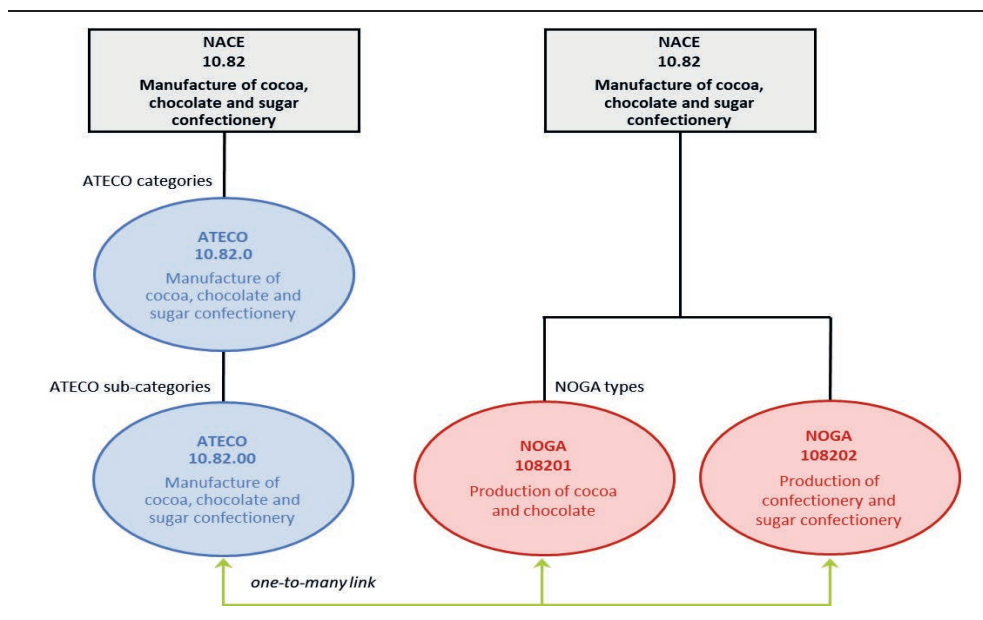 NACE
10.82
Manufacture of cocoa,
chocolate and sugar
confectionery
NACE
10.82
Manufacture of cocoa,
chocolate and sugar
confectionery
ATECO categories
ATECO
10.82.0
Manufacture of
cocoa, chocolate and
sugar confectionery
ATECO sub-categories
NOGA types
ATECO
10.82.00
Manufacture of
cocoa, chocolate and
sugar confectionery
NOGA
108201
Production of cocoa
and chocolate
NOGA
108202
Production of
confectionery and
sugar confectionery
one-to-many link